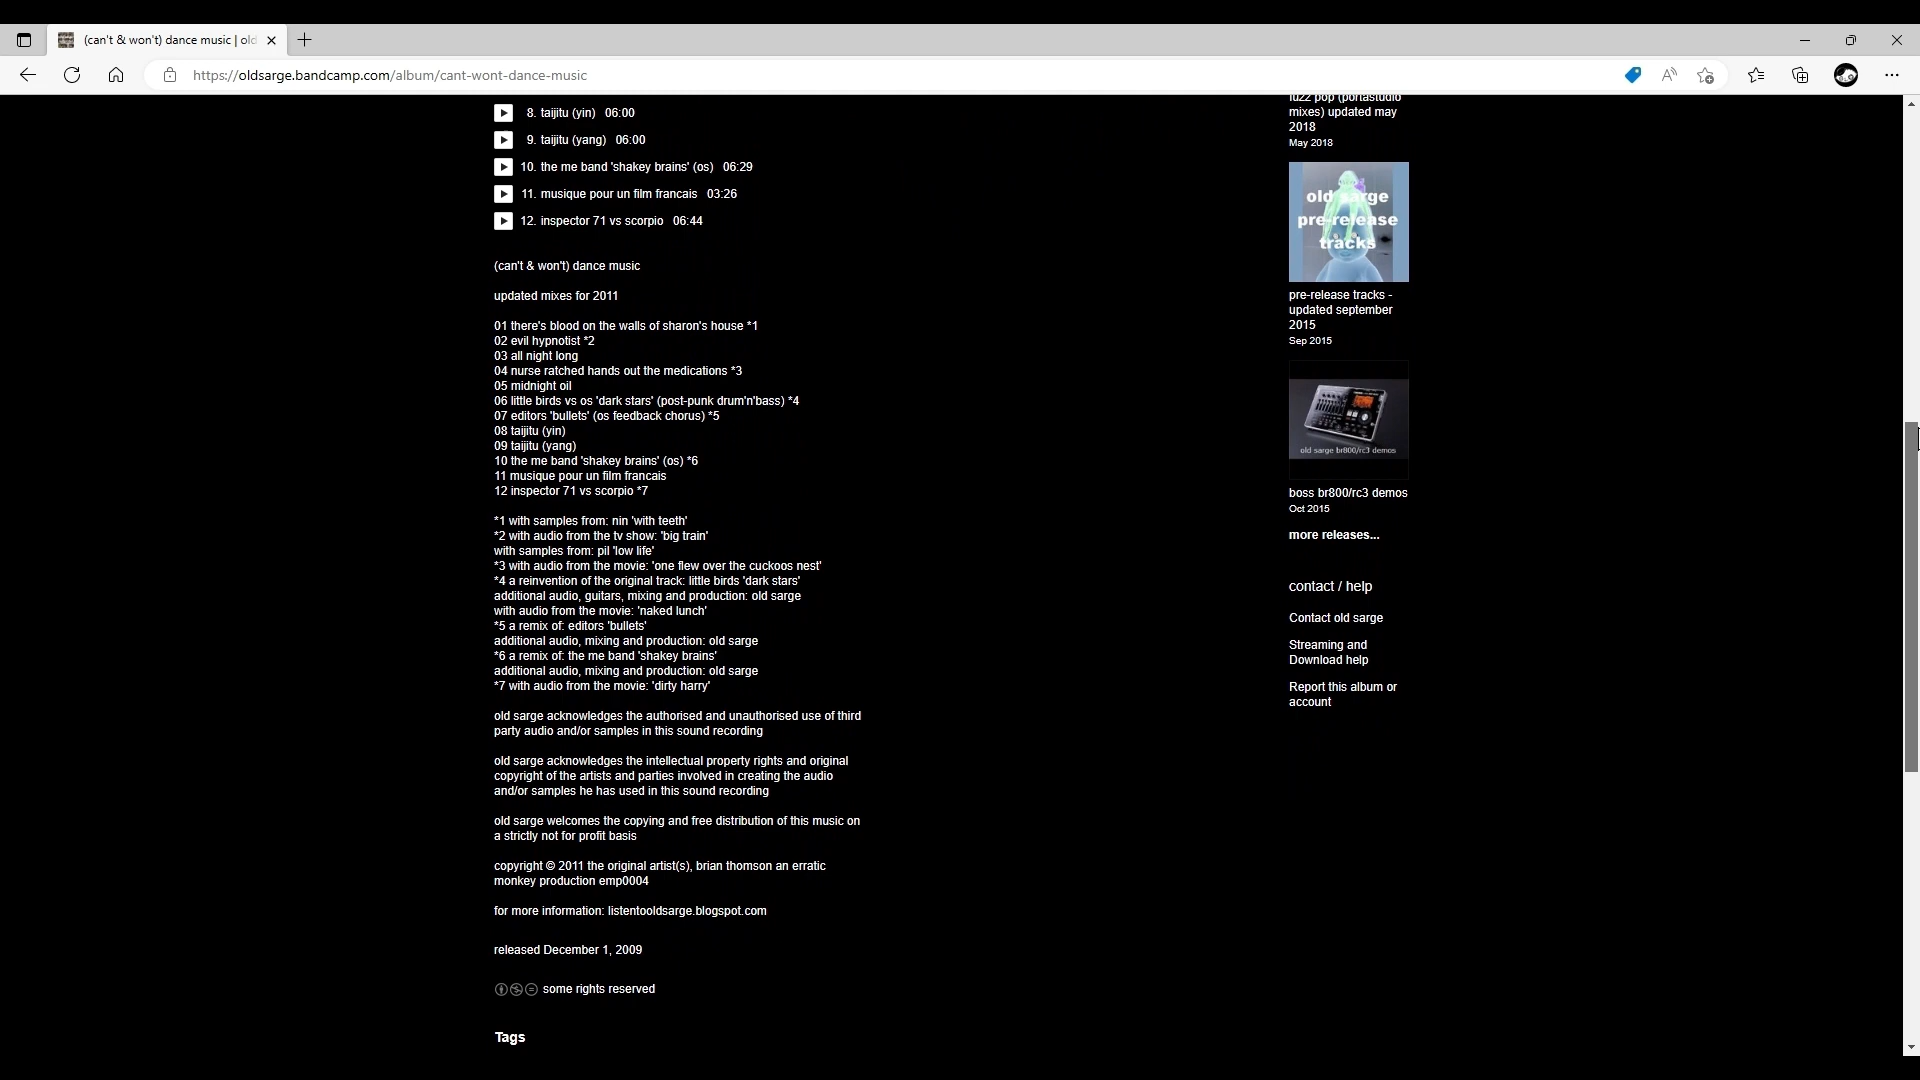 (can't & won't) dance music | old
https://oldsarge.bandcamp.com/album/cant-wont-dance-music
8. taijitu (yin) 06:00
9. taijitu (yang) 06:00
10. the me band 'shakey brains' (os) 06:29
11. musique pour un film francais 03:26
12. inspector 71 vs scorpio 06:44
(can't & won't) dance music
updated mixes for 2011
01 there's blood on the walls of sharon's house *1
02 evil hypnotist *2
03 all night long
04 nurse ratched hands out the medications *3
05 midnight oil
06 little birds vs os 'dark stars' (post-punk drum'n'bass) *4
07 editors 'bullets' (os feedback chorus) *5
08 taijitu (yin)
09 taijitu (yang)
10 the me band 'shakey brains' (os) *6
11 musique pour un film francais
12 inspector 71 vs scorpio *7
*1 with samples from: nin 'with teeth'
*2 with audio from the tv show: 'big train'
with samples from: pil 'low life'
*3 with audio from the movie: 'one flew over the cuckoos nest'
*4 a reinvention of the original track: little birds 'dark stars'
additional audio, guitars, mixing and production: old sarge
with audio from the movie: 'naked lunch'
*5 a remix of: editors 'bullets'
additional audio, mixing and production: old sarge
*6 a remix of: the me band 'shakey brains'
additional audio, mixing and production: old sarge
*7 with audio from the movie: 'dirty harry'
old sarge acknowledges the authorised and unauthorised use of third
party audio and/or samples in this sound recording
old sarge acknowledges the intellectual property rights and original
copyright of the artists and parties involved in creating the audio
and/or samples he has used in this sound recording
old sarge welcomes the copying and free distribution of this music on
a strictly not for profit basis
copyright © 2011 the original artist(s), brian thomson an erratic
monkey production emp0004
for more information: listentooldsarge.blogspot.com
released December 1, 2009
some rights reserved
Tags
fuzz pop (portastudio
mixes) updated may
2018
May 2018
old sarge
pre-release
tracks
pre-release tracks -
updated september
2015
Sep 2015
old sarge br800/rc3 demos
boss br800/rc3 demos
Oct 2015
more releases...
contact / help
Contact old sarge
Streaming and
Download help
Report this album or
account